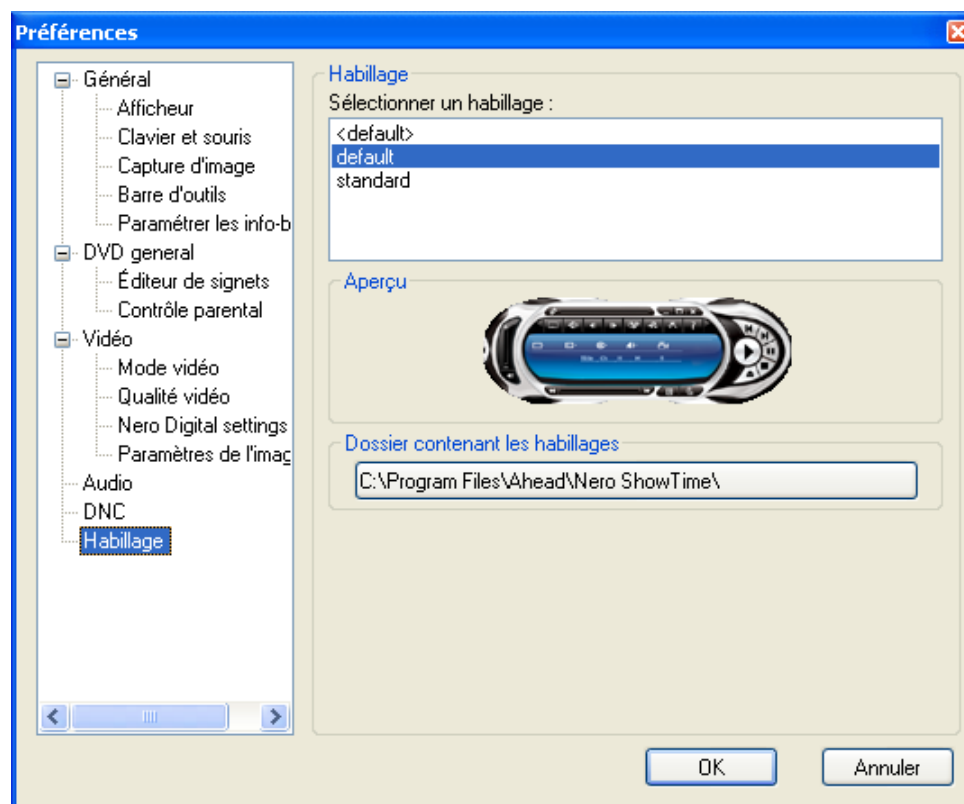 Préférences
Général
Afficheur
Clavier et souris
Capture d'image
Barre d'outils
Paramétrer les info-b
DVD general
Éditeur de signets
Contrôle parental
Vidéo
Mode vidéo
Qualité vidéo
Nero Digital settings
Paramètres de l'imag
Audio
DNC
Habillage
Habillage
Sélectionner un habillage :
<default>
default
standard
Aperçu
Dossier contenant les habillages
C:\Program Files\Ahead\Nero ShowTime\
OK
Annuler